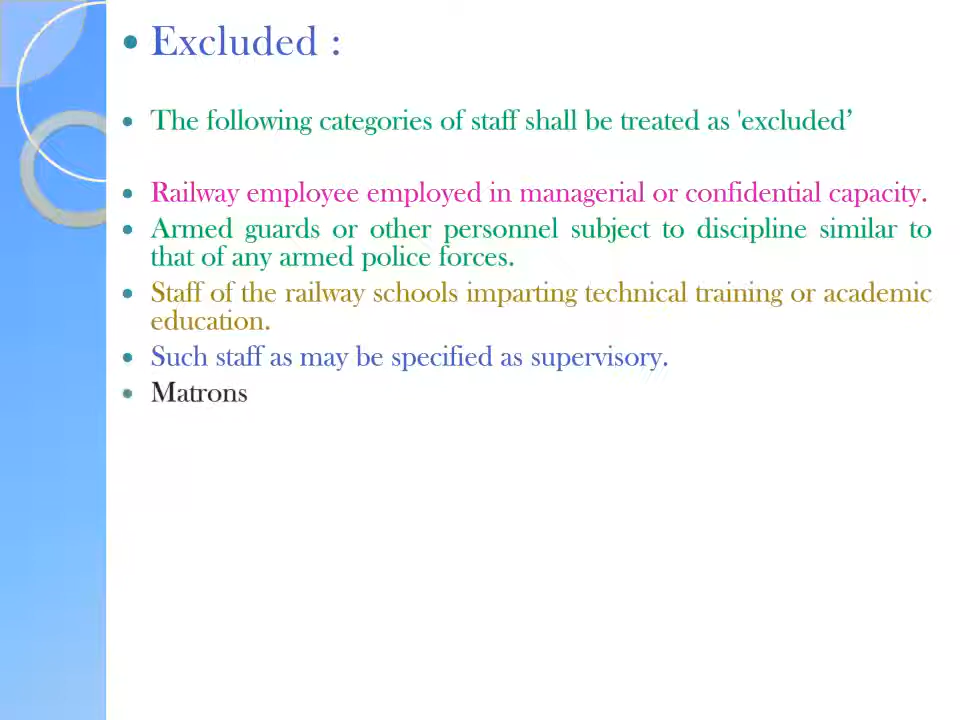 • Excluded :
• The following categories of staff shall be treated as 'excluded’
• Railway employee employed in managerial or confidential capacity.
• Armed guards or other personnel subject to discipline similar to
that of any armed police forces.
• Staff of the railway schools imparting technical training or academic
education.
• Such staff as may be specified as supervisory.
• Matrons